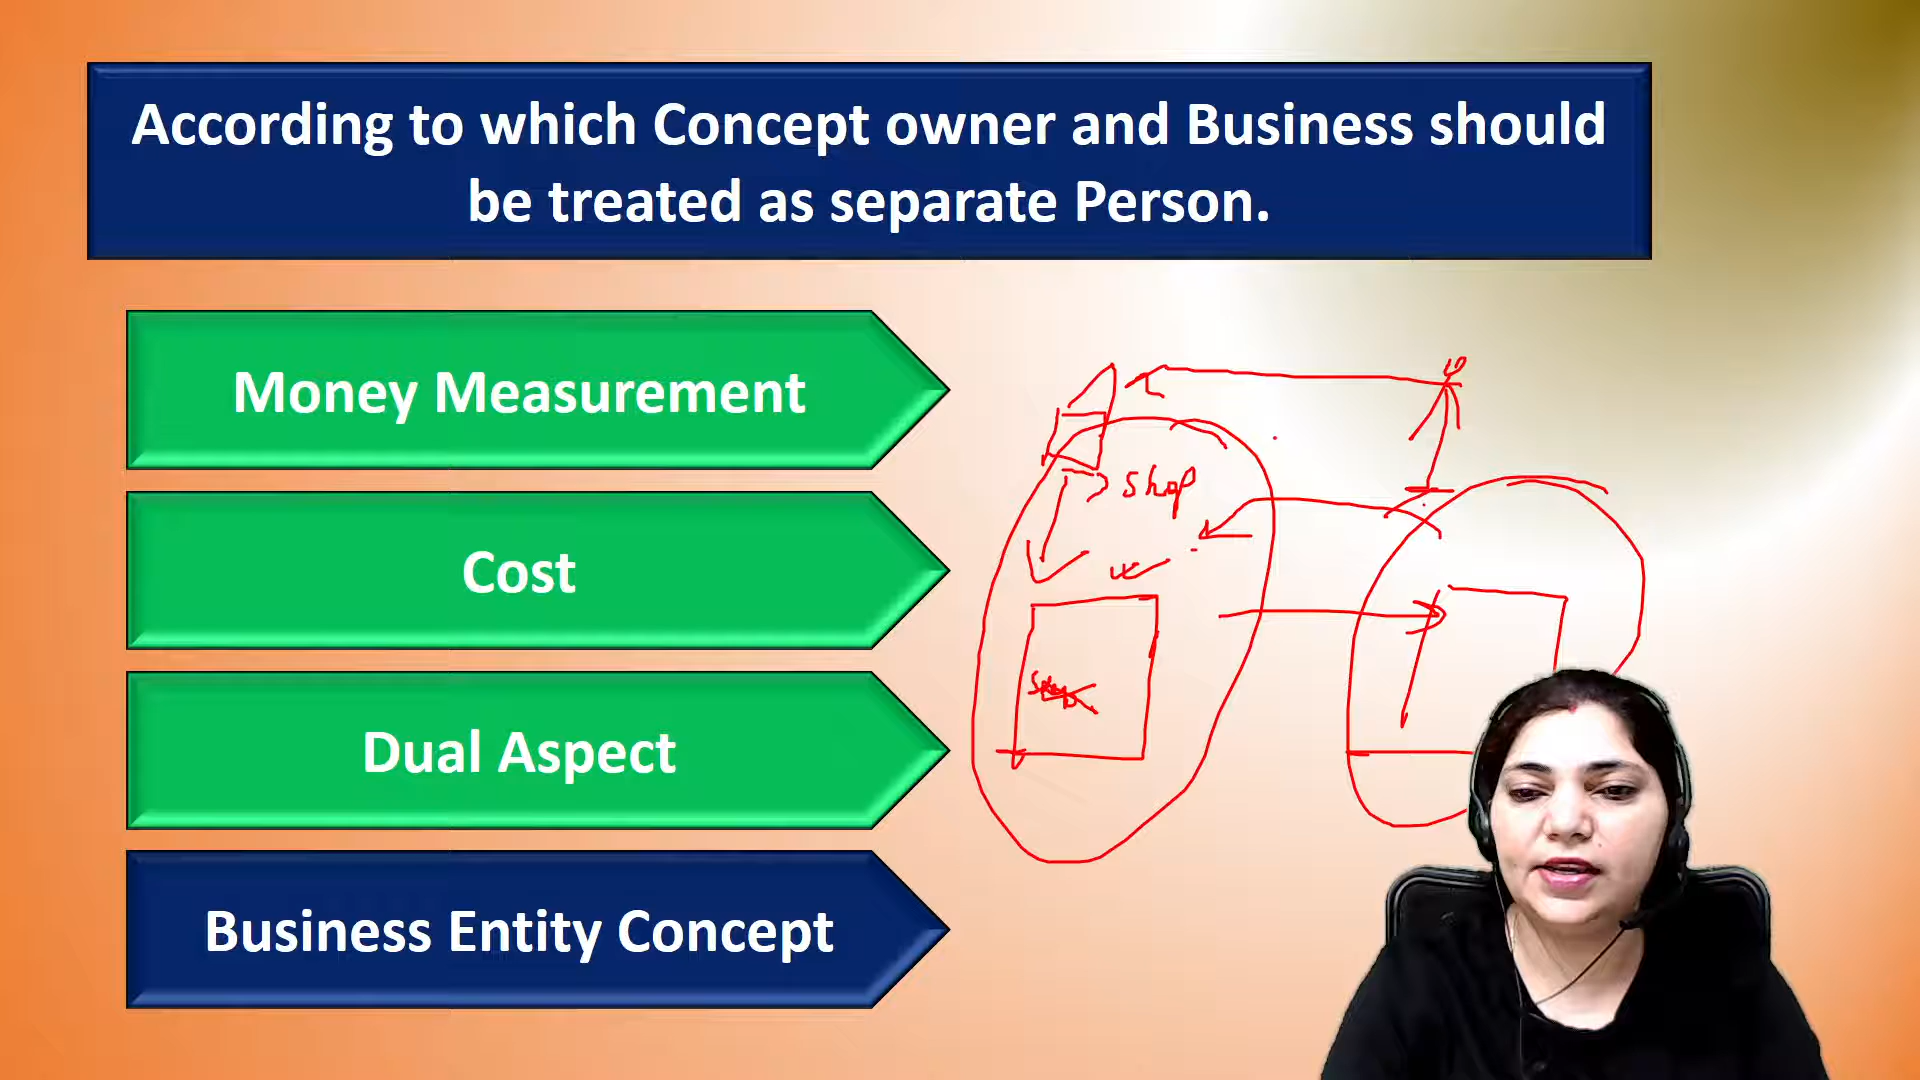 According to which Concept owner and Business should
be treated as separate Person.
Money Measurement
Cost
Dual Aspect
Business Entity Concept
Shop